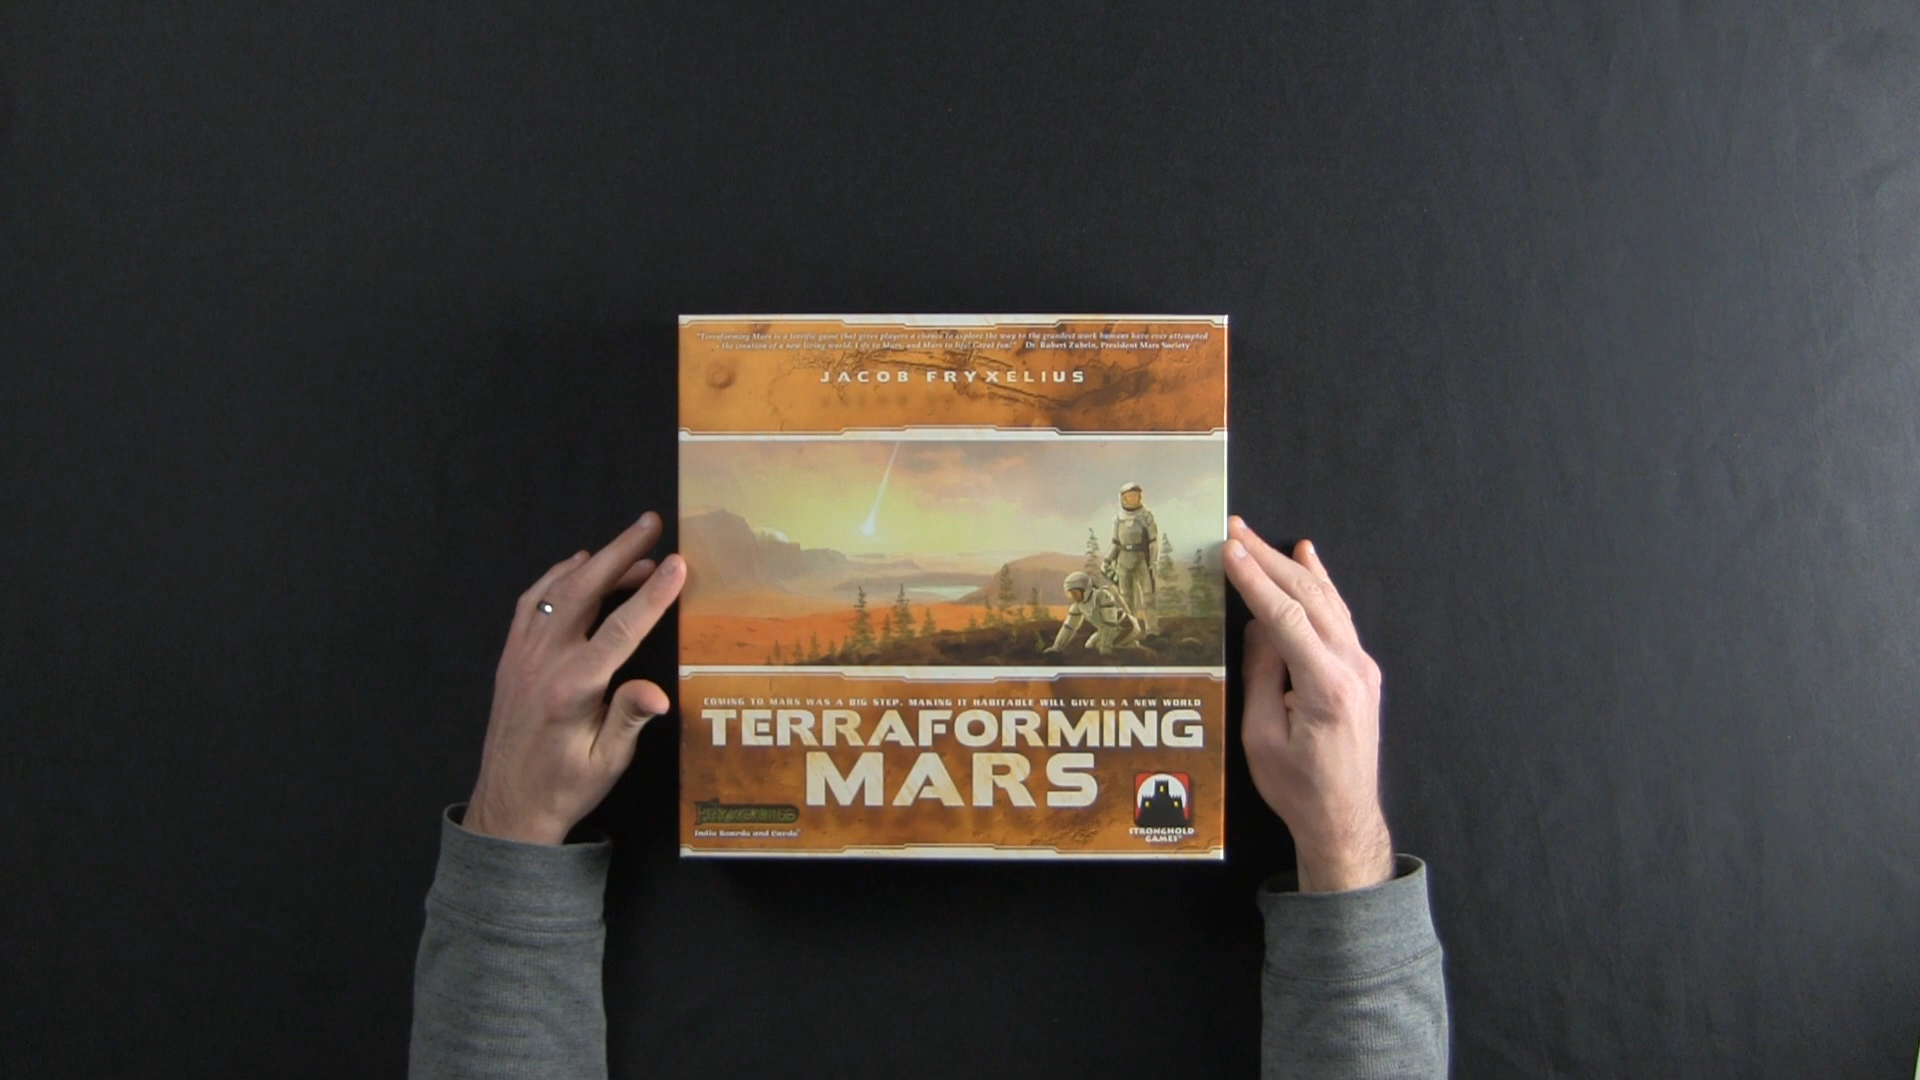 "Terraforming Mars is a terrific game that gives players a chance to explore the way to the grandest work humans have ever attempted
- the creation of a new living world. Life to Mars, and Mars to life! Great fun!" Dr. Robert Zubrin, President Mars Society
JACOB FRYXELIUS
COMING TO MARS WAS A BIG STEP. MAKING IT HABITABLE WILL GIVE US A NEW WORLD
TERRAFORMING
MARS
FRYXGAMES
Indie Boards and Cards
STRONGHOLD
GAMES™